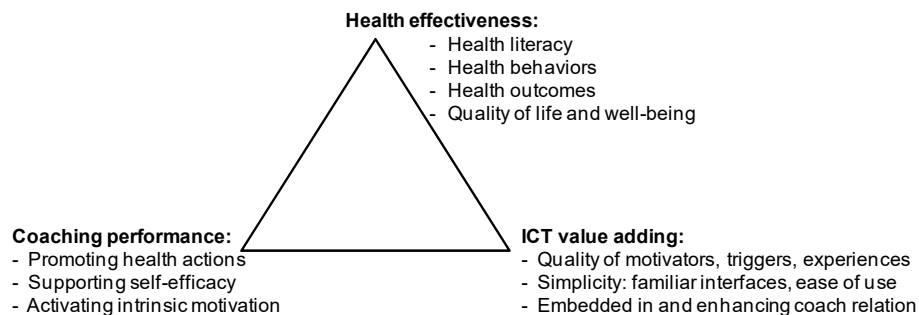 Health effectiveness:
- Health literacy
- Health behaviors
- Health outcomes
- Quality of life and well-being
Coaching performance:
- Promoting health actions
- Supporting self-efficacy
- Activating intrinsic motivation
ICT value adding:
- Quality of motivators, triggers, experiences
- Simplicity: familiar interfaces, ease of use
- Embedded in and enhancing coach relation